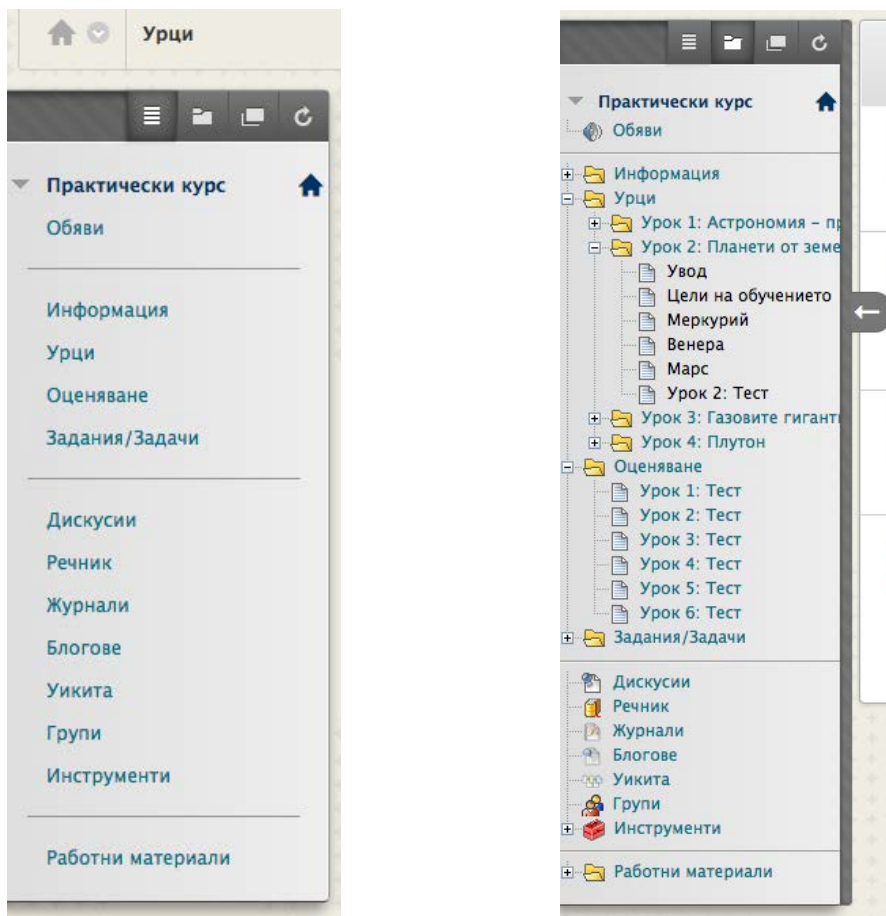 Урци
Практически курс
Обяви
Информация
Урци
Оценяване
Задания/Задачи
Дискусии
Речник
Журнали
Блогове
Уикита
Групи
Инструменти
Работни материали
Практически курс
Обяви
Информация
Урци
Урок 1: Астрономия – пр
Урок 2: Планети от земе
Увод
Цели на обучението
Меркурий
Венера
Марс
Урок 2: Тест
Урок 3: Газовите гигант
Урок 4: Плутон
Оценяване
Урок 1: Тест
Урок 2: Тест
Урок 3: Тест
Урок 4: Тест
Урок 5: Тест
Урок 6: Тест
Задания/Задачи
Дискусии
Речник
Журнали
Блогове
Уикита
Групи
Инструменти
Работни материали